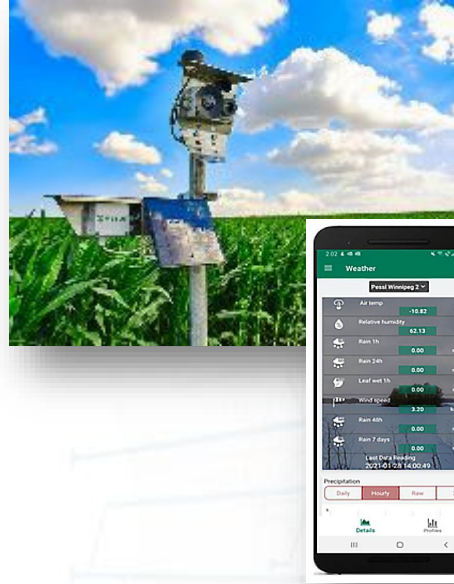 2:02
Weather
Pessl Winnipeg 2
Air temp
-10.82
Relative humidity
62.13
Rain 1h
0.00
Rain 24h
0.00
Leaf wet 1h
0.00
Wind speed
3.20
Rain 48h
0.00
Rain 7 days
0.00
Last Data Reading
2021-01-28 14:00:49
Precipitation
Daily Hourly Raw
Details Profiles